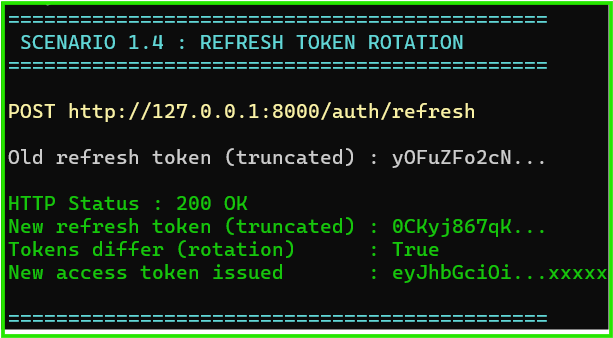 =============================================
SCENARIO 1.4 : REFRESH TOKEN ROTATION
=============================================
POST http://127.0.0.1:8000/auth/refresh
Old refresh token (truncated) : yOFuZFo2cN...
HTTP Status : 200 OK
New refresh token (truncated) : 0CKyj867qK...
Tokens differ (rotation)      : True
New access token issued       : eyJhbGciOi...xxxxx
=============================================